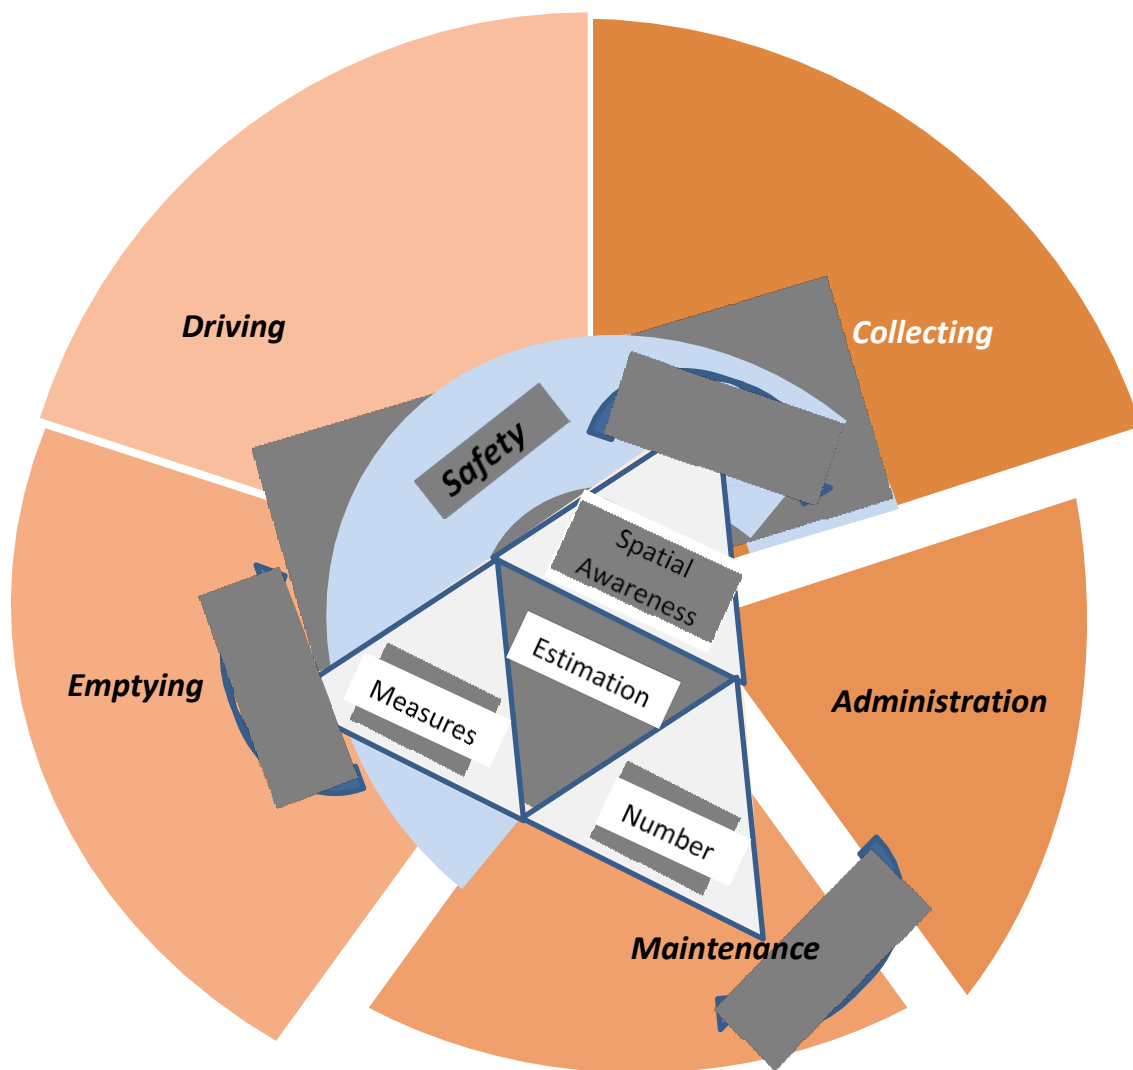 Driving
Collecting
Safety
Spatial
Awareness
Estimation
Emptying
Measures
Administration
Number
Maintenance